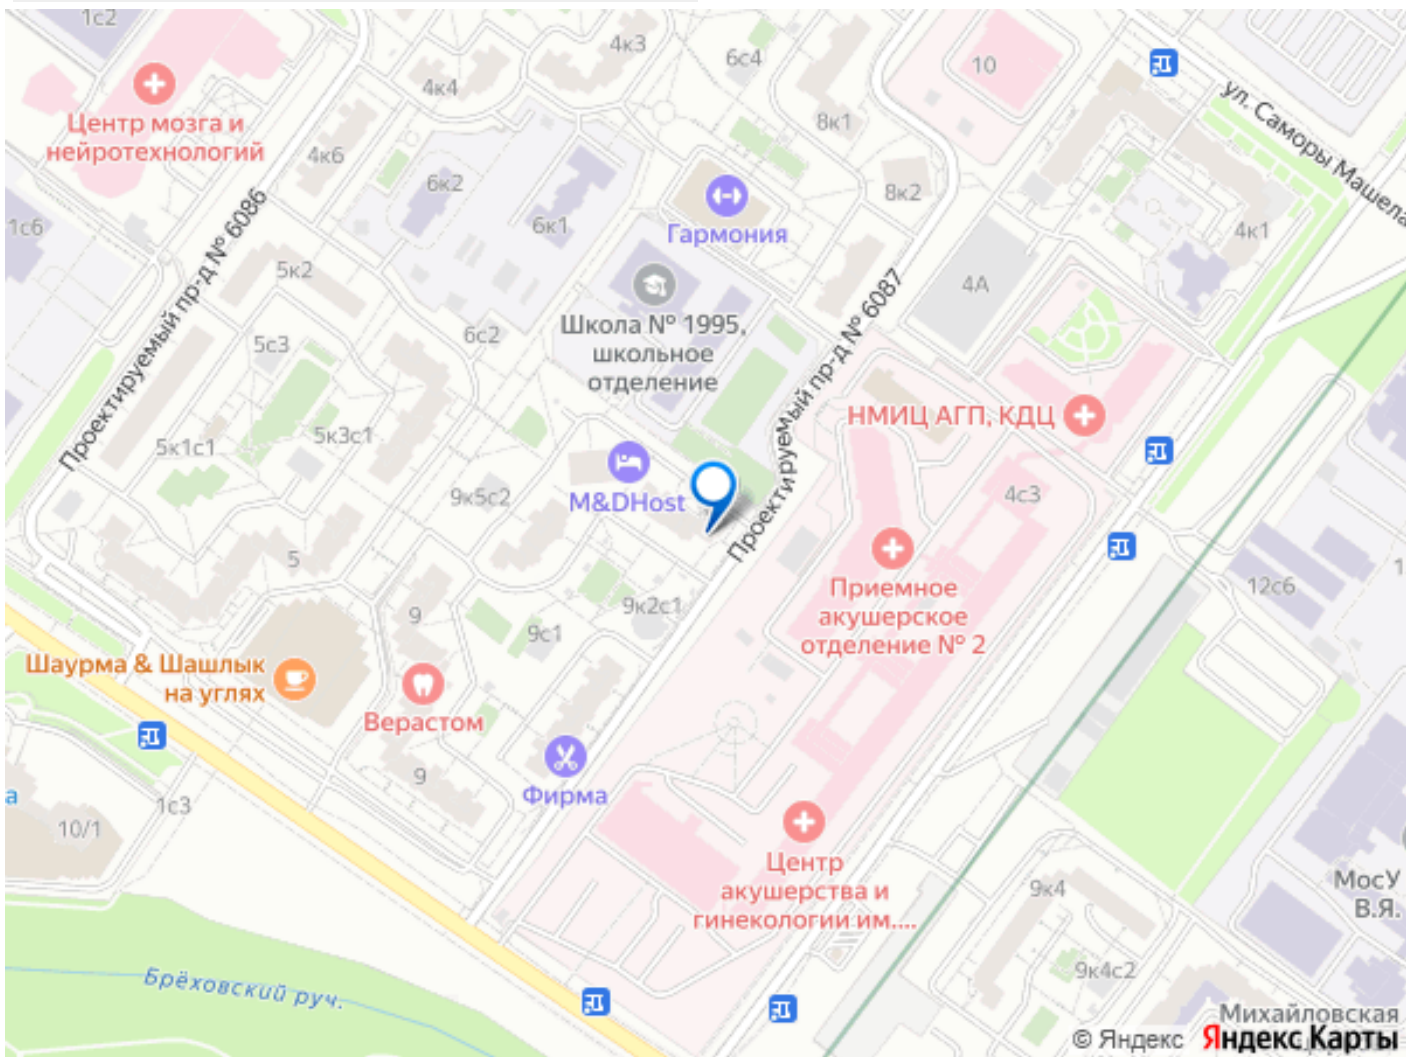 1с2
4к3
6с4
10
4к4
ул. Саморы Машела
Центр мозга и
нейротехнологий
8к1
4к6
6к2
8к2
1с6
6к1
Гармония
4к1
Проектируемый пр-д № 6086
5к2
4А
Школа № 1995,
школьное
отделение
Проектируемый пр-д № 6087
6с2
5с3
НМИЦ АГП, КДЦ
5к1с1
5к3с1
9к5с2
M&DHost
4с3
5
Приемное
акушерское
отделение № 2
12с6
1
9
9к2с1
9с1
Шаурма & Шашлык
на углях
Верастом
9
Фирма
а
1с3
10/1
Центр
акушерства и
гинекологии им....
МосУ
В.Я.
9к4
Брёховский руч.
9к4с2
Михайловская
© Яндекс Яндекс Карты